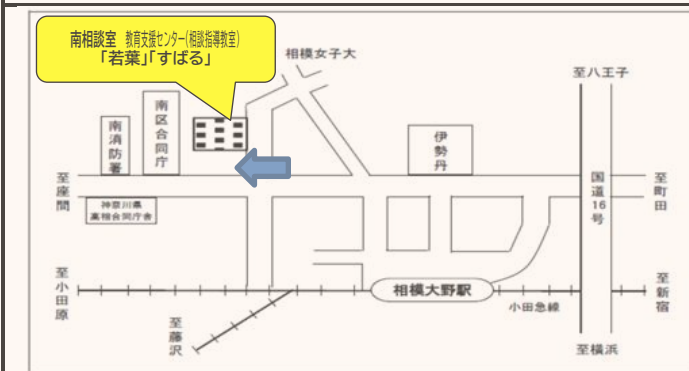 南相談室 教育支援センター(相談指導教室)
「若葉」「すばる」
相模女子大
至八王子
南消防署
南区合同庁
伊勢丹
国道16号
至座間
至町田
神奈川県
高相合同庁舎
至小田原
相模大野駅
小田急線
至新宿
至藤沢
至横浜